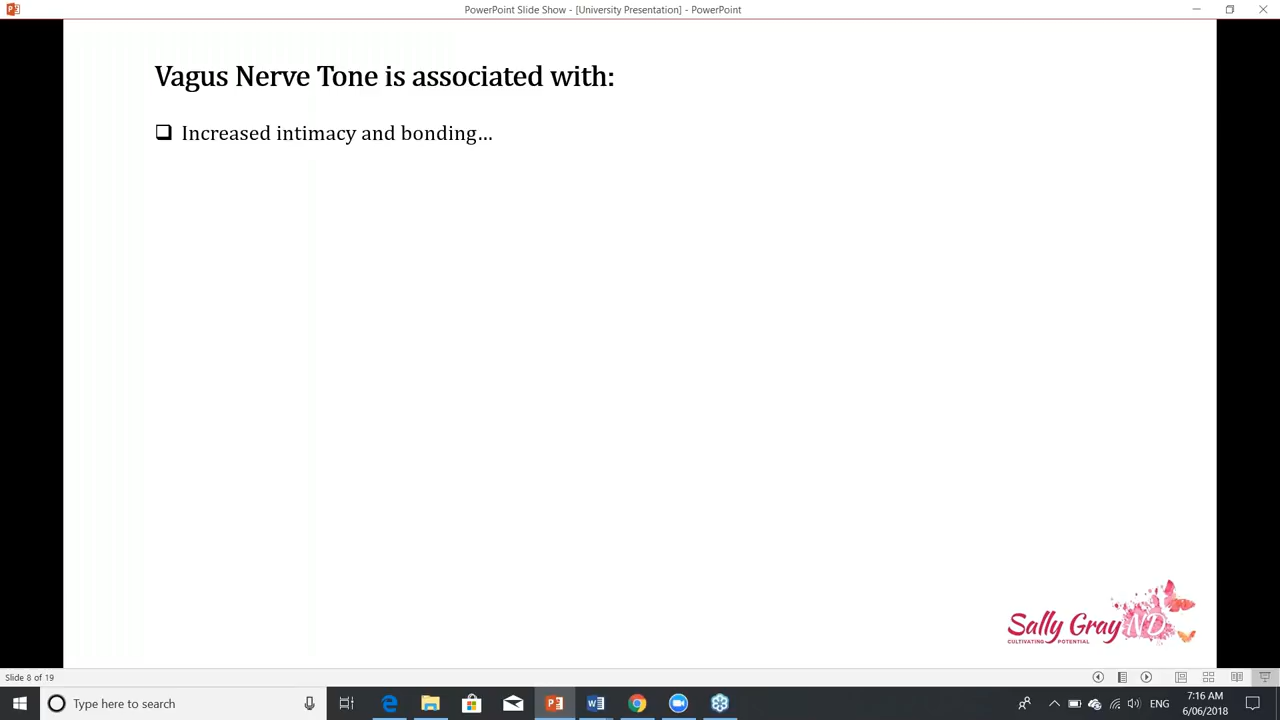 PowerPoint Slide Show - [University Presentation] - PowerPoint
Vagus Nerve Tone is associated with:
Increased intimacy and bonding…
Sally Gray ND
CULTIVATING POTENTIAL
Slide 8 of 19
Type here to search
ENG
7:16 AM
6/06/2018